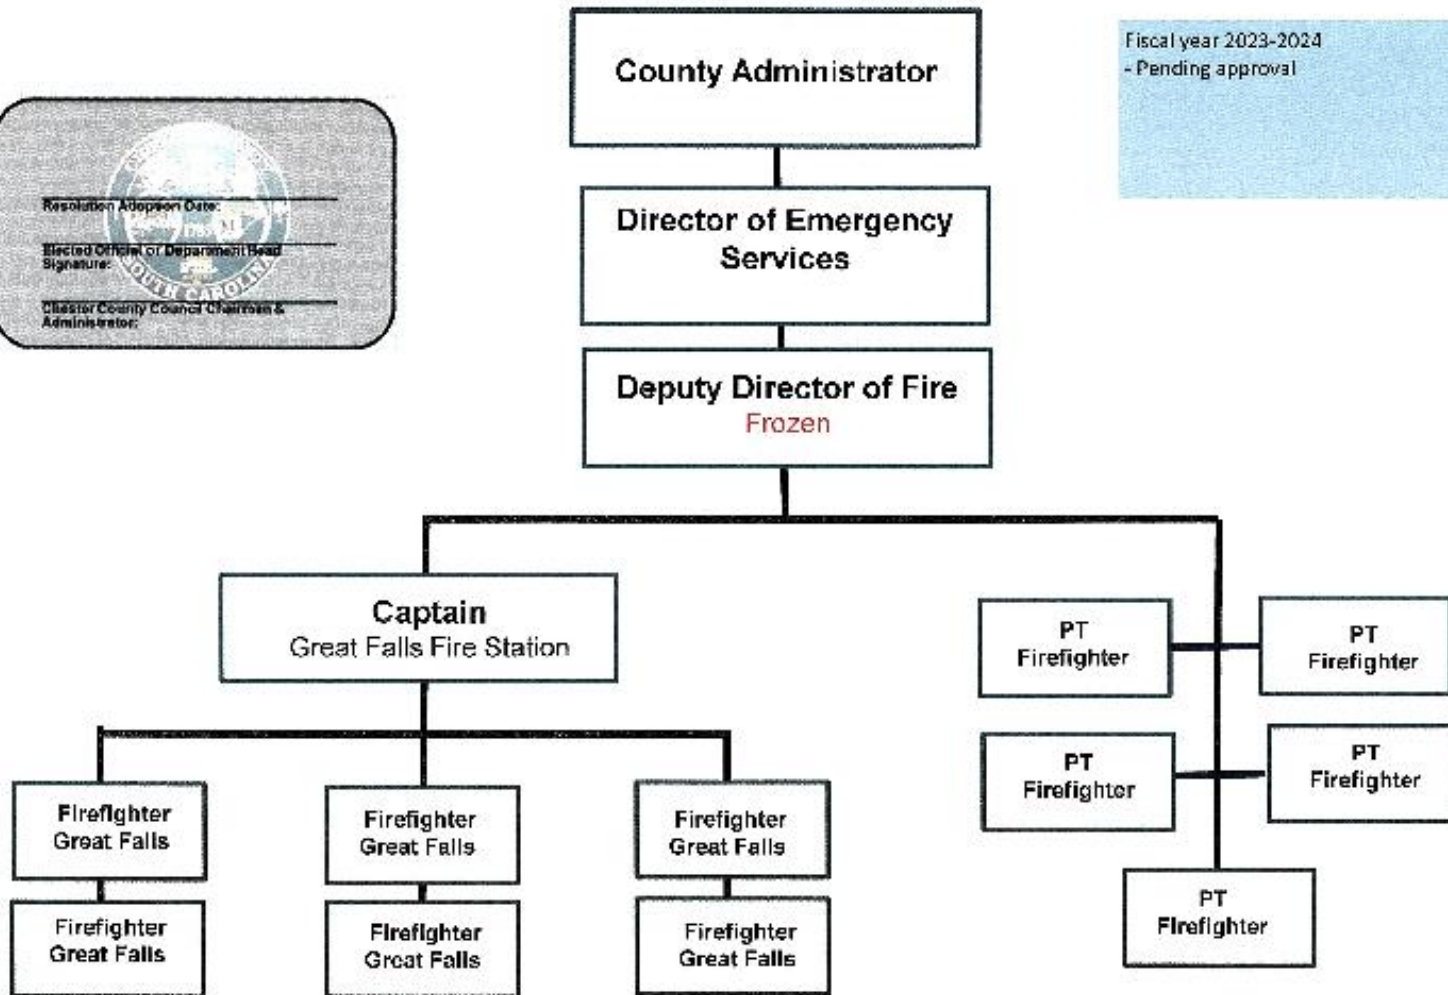 County Administrator
Fiscal year 2023-2024
- Pending approval
Resolution Adoption Date:
Elected Official or Department Head
Signature:
SOUTH CAROLINA
Chester County Council Chairman &
Administrator:
Director of Emergency
Services
Deputy Director of Fire
Frozen
Captain
Great Falls Fire Station
PT
Firefighter
PT
Firefighter
PT
Firefighter
PT
Firefighter
PT
Firefighter
Firefighter
Great Falls
Firefighter
Great Falls
Firefighter
Great Falls
Firefighter
Great Falls
Firefighter
Great Falls
Firefighter
Great Falls